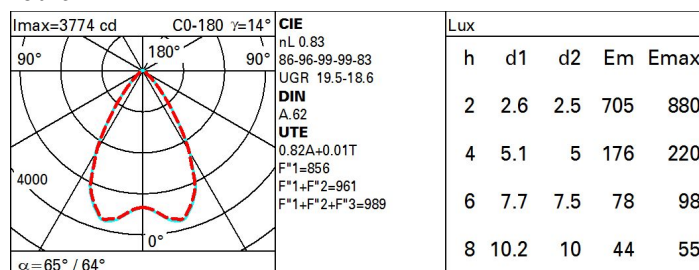 Imax=3774 cd C0-180 γ=14°
90° 180° 90°
4000
0°
α=65° / 64°
CIE
nL 0.83
86-96-99-99-83
UGR 19.5-18.6
DIN
A.62
UTE
0.82A+0.01T
F"1=856
F"1+F"2=961
F"1+F"2+F"3=989
Lux
h d1 d2 Em Emax
2 2.6 2.5 705 880
4 5.1 5 176 220
6 7.7 7.5 78 98
8 10.2 10 44 55